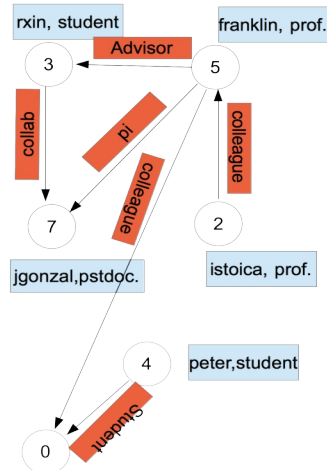 rxin, student
franklin, prof.
Advisor
3
5
collab
pi
colleague
colleague
7
2
jgonzal,pstdoc.
istoica, prof.
4
peter,student
Student
0